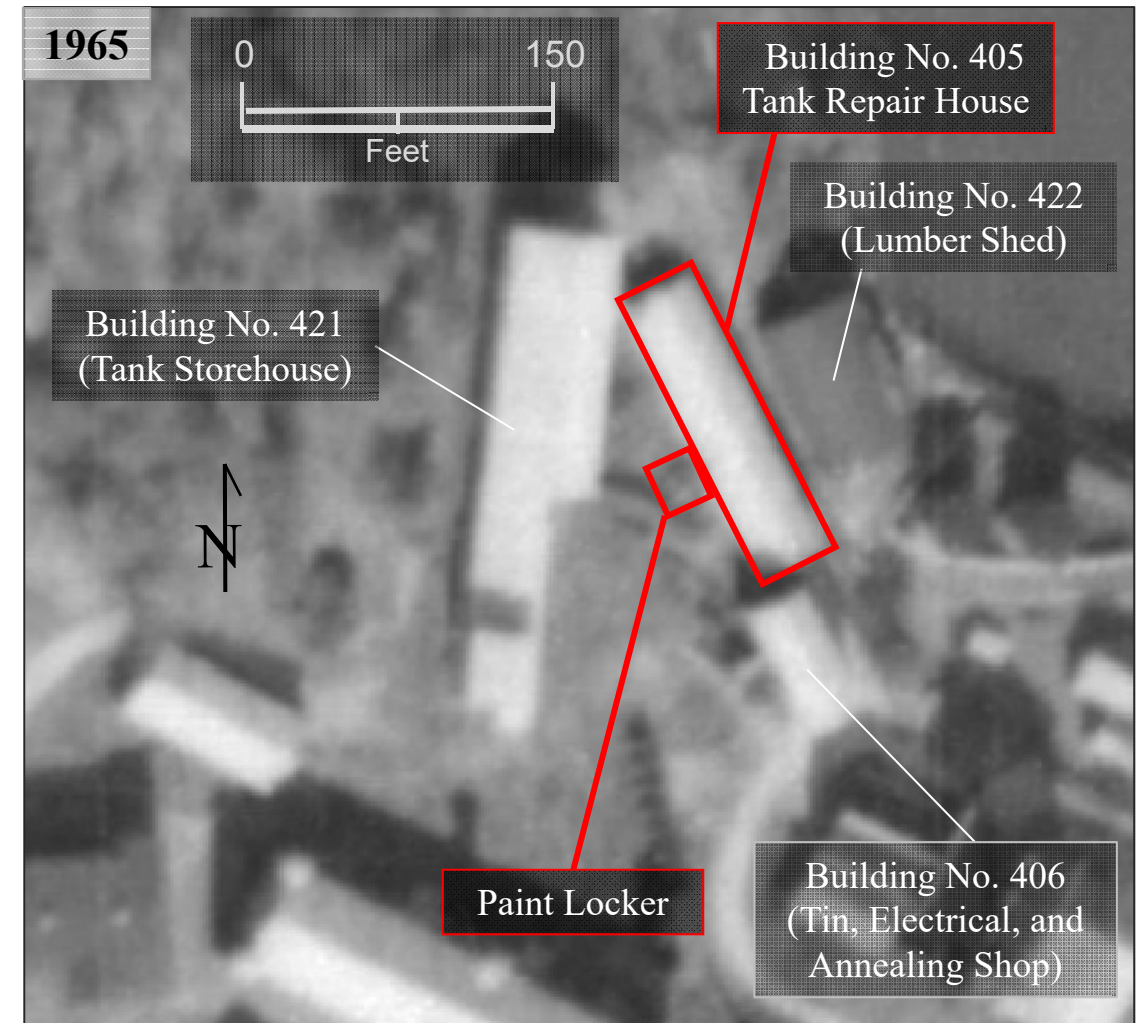 1965
0 150
Feet
Building No. 405
Tank Repair House
Building No. 422
(Lumber Shed)
Building No. 421
(Tank Storehouse)
N
Paint Locker
Building No. 406
(Tin, Electrical, and
Annealing Shop)